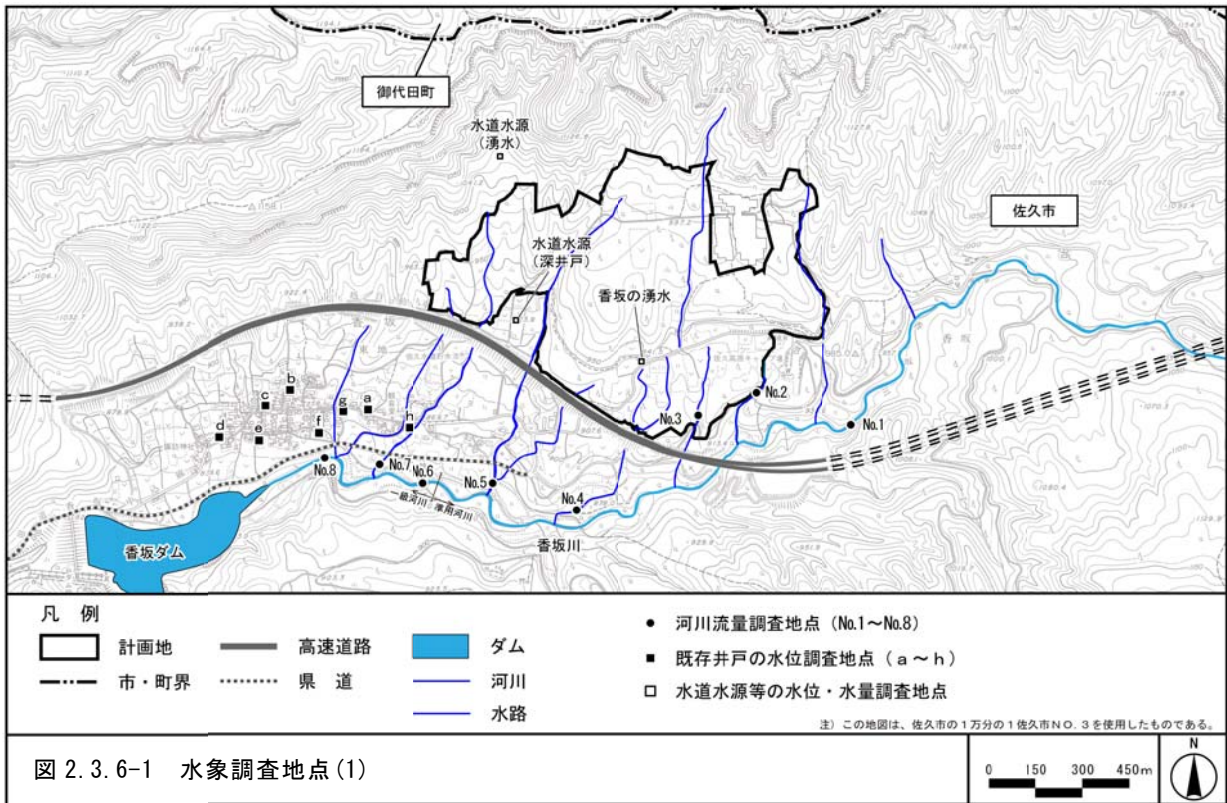 御代田町
水道水源
(湧水)
佐久市
水道水源
(深井戸)
香坂の湧水
香坂
東地
b
c
g
a
d
e
f
h
No.1
No.2
No.3
No.4
No.5
No.6
No.7
No.8
一級河川
準用河川
香坂川
香坂ダム
凡 例
計画地
高速道路
ダム
市・町界
県 道
河川
水路
河川流量調査地点 (No.1～No.8)
既存井戸の水位調査地点 (a～h)
水道水源等の水位・水量調査地点
注) この地図は、佐久市の1万分の1佐久市NO.3を使用したものである。
図 2.3.6-1 水象調査地点(1)
0 150 300 450m
N